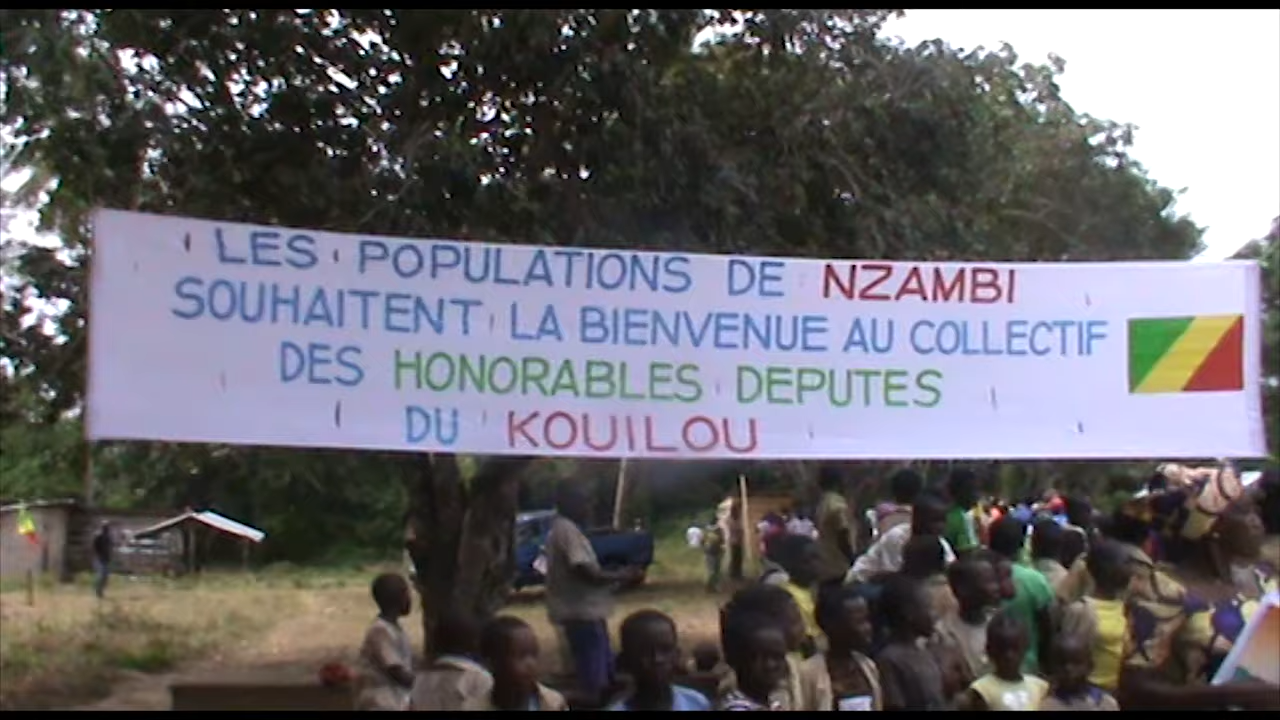 LES POPULATIONS DE NZAMBI
SOUHAITENT LA BIENVENUE AU COLLECTIF
DES HONORABLES DEPUTES
DU KOUILOU